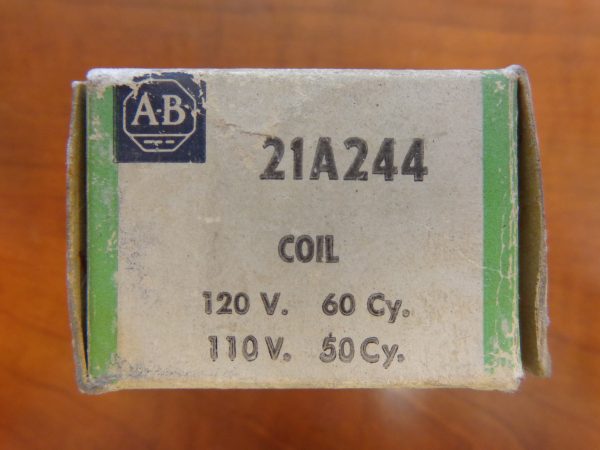 A-B
21A244
COIL
120 V. 60 Cy.
110 V. 50 Cy.